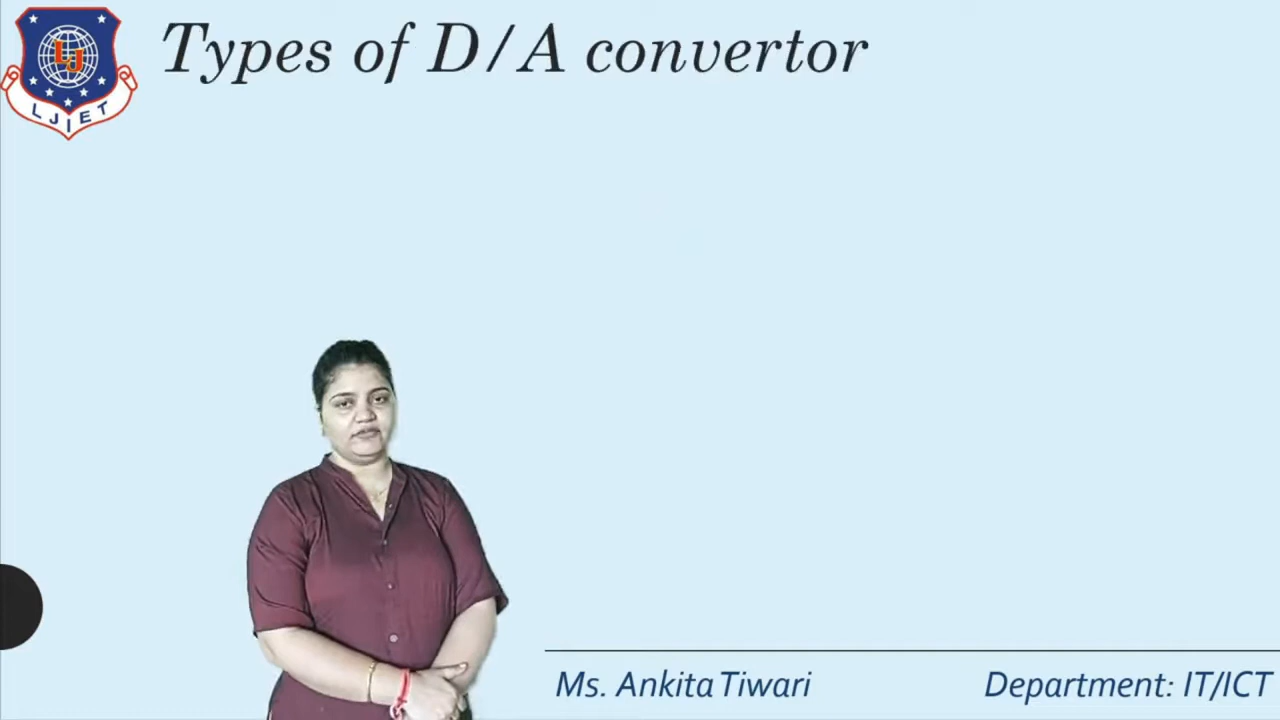 Types of D/A convertor
LJ
LJIET
Ms. Ankita Tiwari
Department: IT/ICT